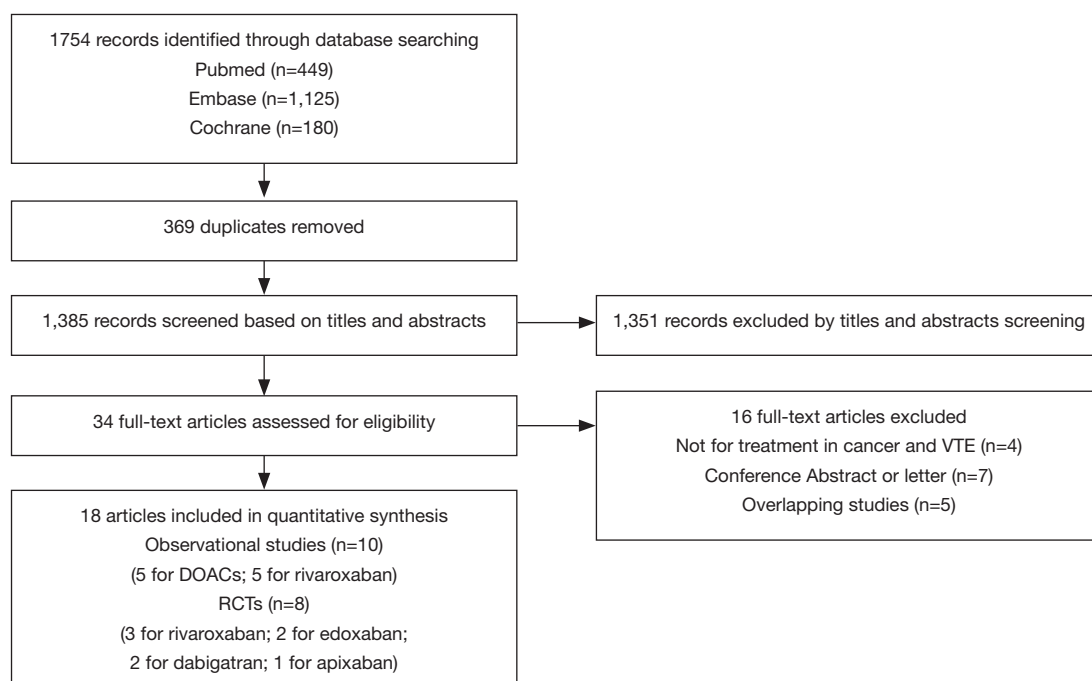 1754 records identified through database searching
Pubmed (n=449)
Embase (n=1,125)
Cochrane (n=180)
369 duplicates removed
1,385 records screened based on titles and abstracts
1,351 records excluded by titles and abstracts screening
34 full-text articles assessed for eligibility
16 full-text articles excluded
Not for treatment in cancer and VTE (n=4)
Conference Abstract or letter (n=7)
Overlapping studies (n=5)
18 articles included in quantitative synthesis
Observational studies (n=10)
(5 for DOACs; 5 for rivaroxaban)
RCTs (n=8)
(3 for rivaroxaban; 2 for edoxaban;
2 for dabigatran; 1 for apixaban)